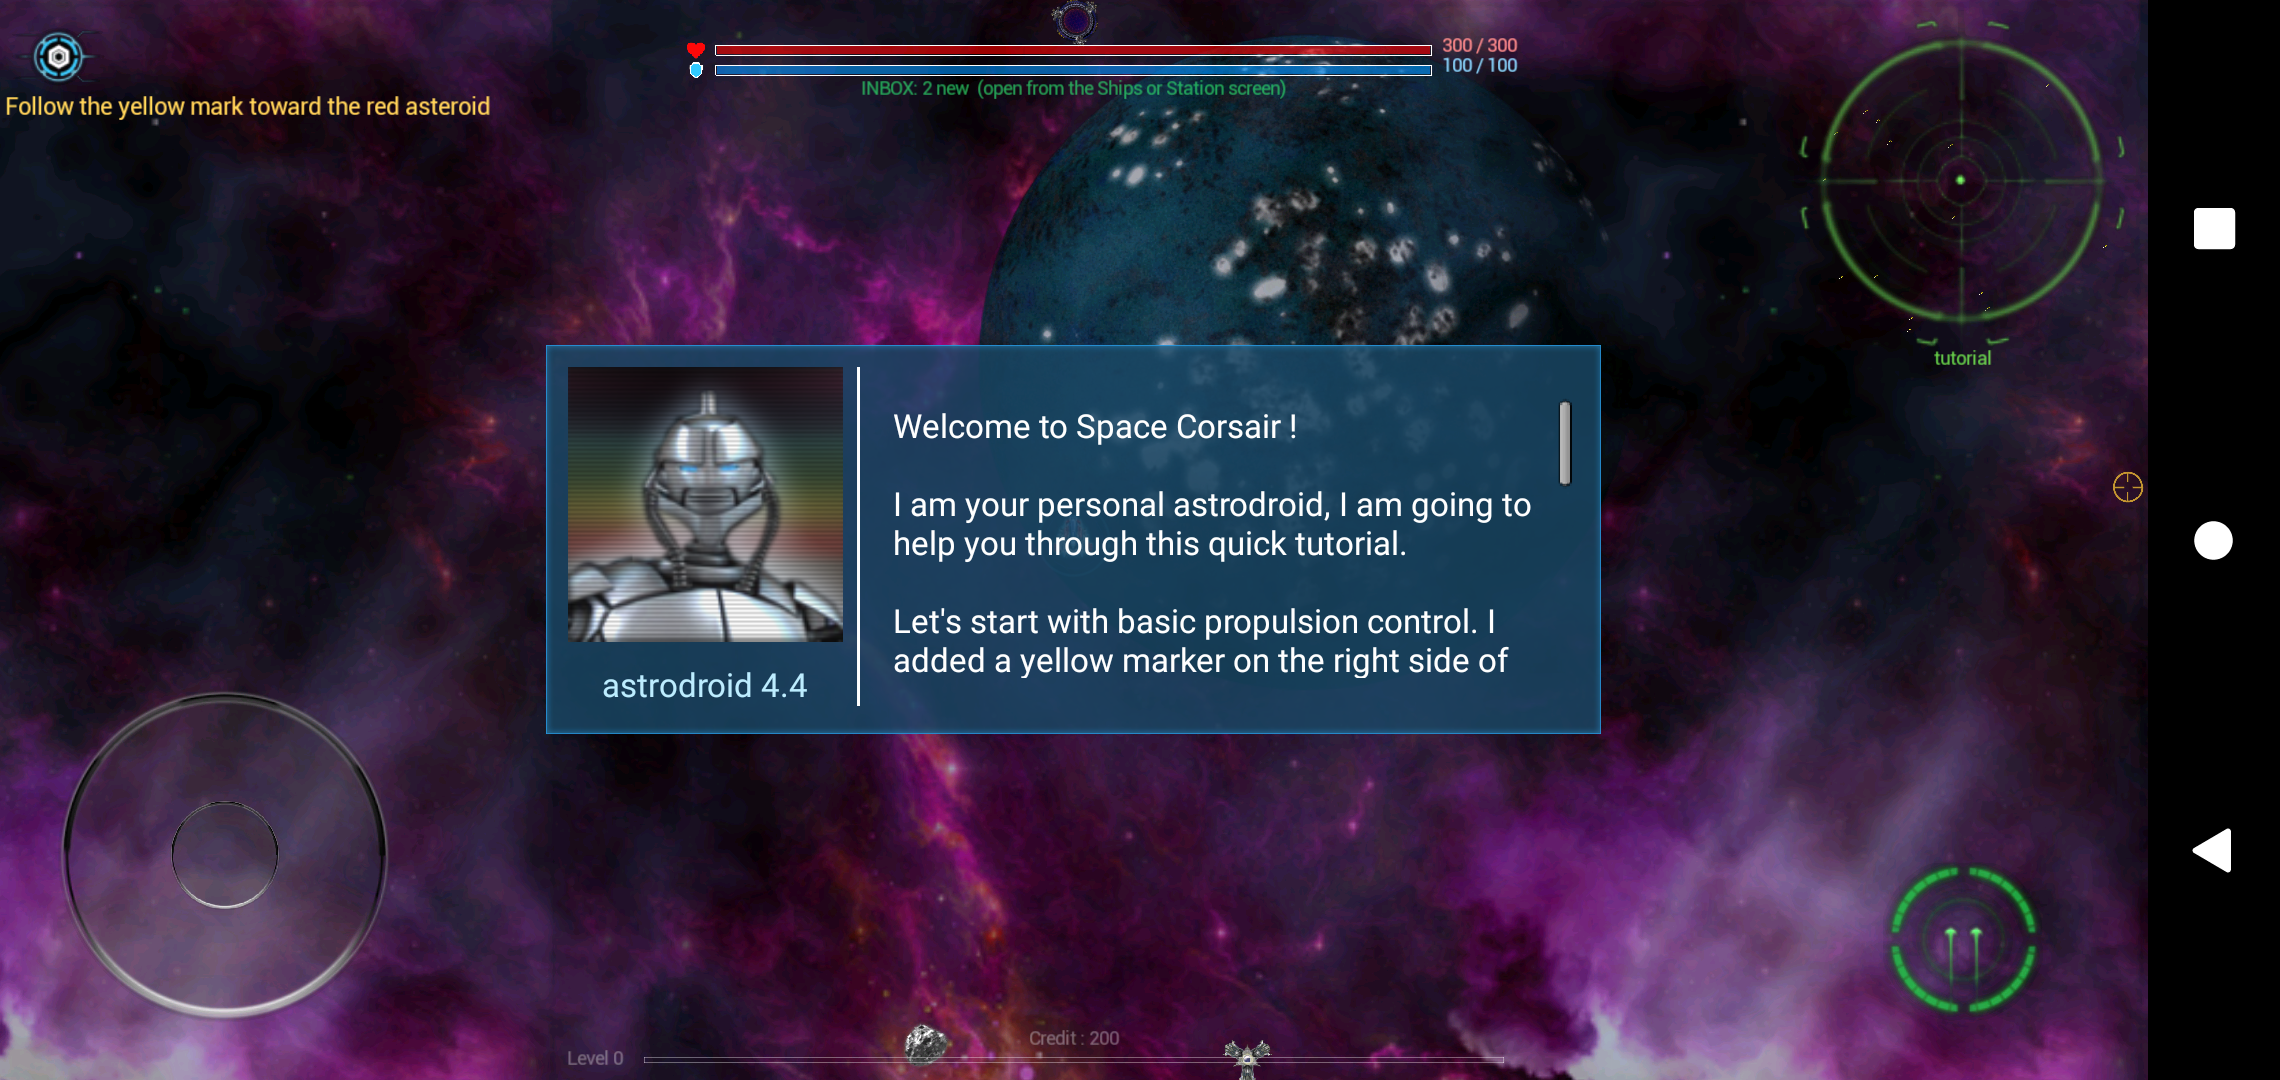 300 / 300
100 / 100
INBOX: 2 new (open from the Ships or Station screen)
Follow the yellow mark toward the red asteroid
tutorial
Welcome to Space Corsair !
I am your personal astrodroid, I am going to
help you through this quick tutorial.
Let's start with basic propulsion control. I
added a yellow marker on the right side of
astrodroid 4.4
Credit : 200
Level 0